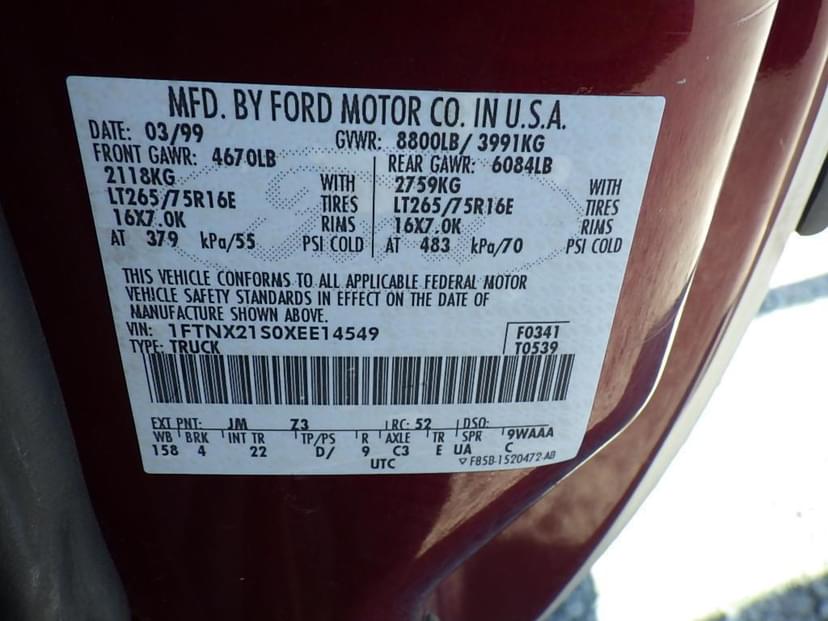 MFD. BY FORD MOTOR CO. IN U.S.A.
DATE: 03/99 GVWR: 8800LB/ 3991KG
FRONT GAWR: 4670LB REAR GAWR: 6084LB
2118KG WITH 2759KG WITH
LT265/75R16E TIRES LT265/75R16E TIRES
16X7.0K RIMS 16X7.0K RIMS
AT 379 kPa/55 PSI COLD AT 483 kPa/70 PSI COLD
THIS VEHICLE CONFORMS TO ALL APPLICABLE FEDERAL MOTOR
VEHICLE SAFETY STANDARDS IN EFFECT ON THE DATE OF
MANUFACTURE SHOWN ABOVE.
VIN: 1FTNX21S0XEE14549 F0341
TYPE: TRUCK T0539
EXT PNT: JM Z3 RC: 52 DSO:
WB BRK INT TR TP/PS R AXLE TR SPR 9WAAA
158 4 22 D/ 9 C3 E UA C
UTC F85B-1520472-AB